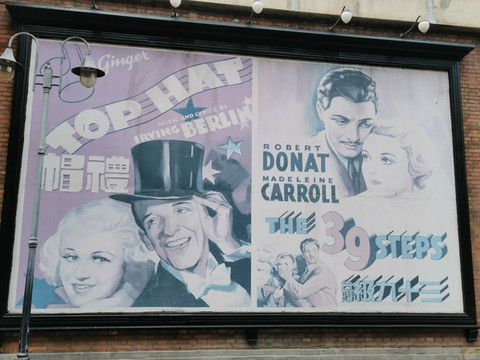 Ginger
TOP HAT
MUSIC AND LYRICS BY
IRVING BERLIN
禮帽
ROBERT
DONAT
MADELEINE
CARROLL
THE 39 STEPS
三十九級